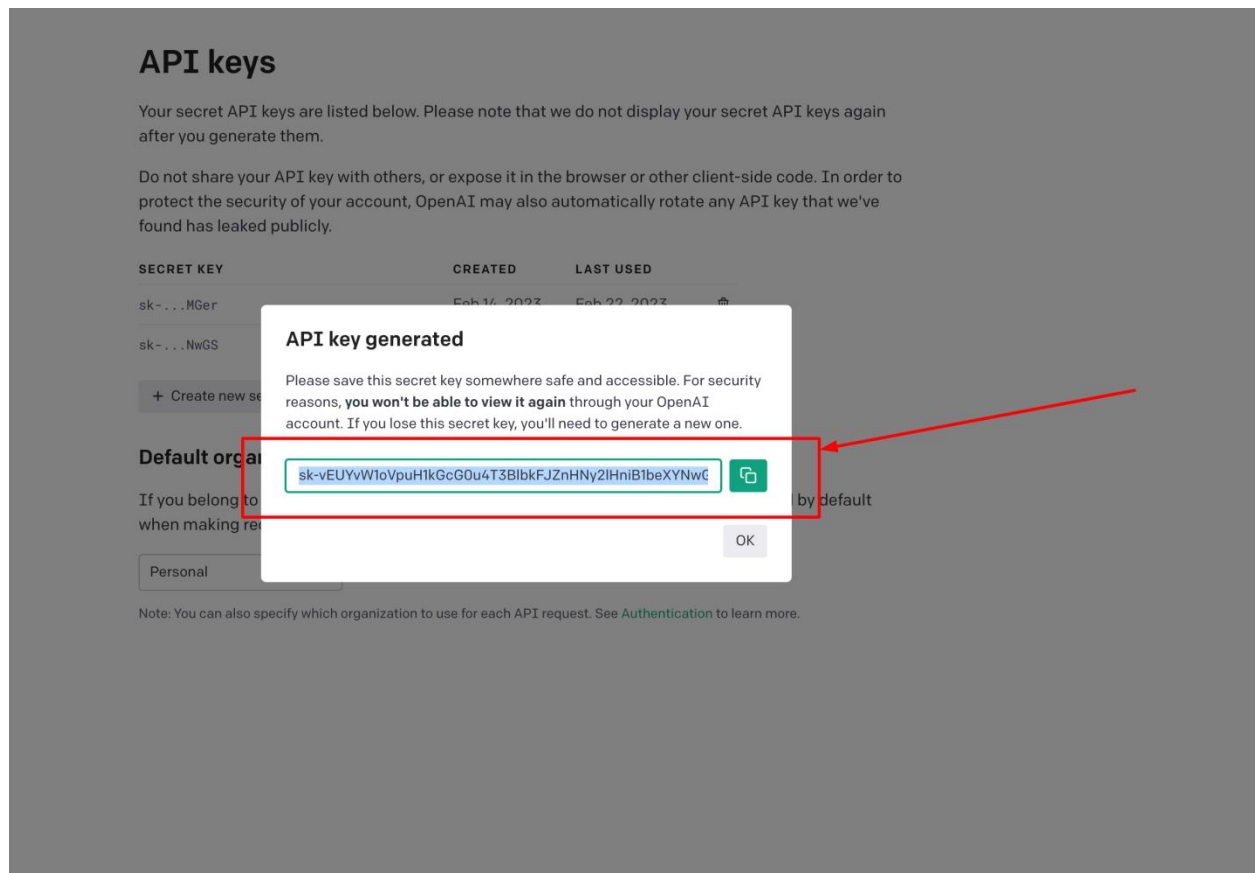 API keys
Your secret API keys are listed below. Please note that we do not display your secret API keys again
after you generate them.
Do not share your API key with others, or expose it in the browser or other client-side code. In order to
protect the security of your account, OpenAI may also automatically rotate any API key that we've
found has leaked publicly.
SECRET KEY CREATED LAST USED
sk-...MGer Feb 14, 2023 Feb 22, 2023
sk-...NwGS
+ Create new
API key generated
Please save this secret key somewhere safe and accessible. For security
reasons, you won't be able to view it again through your OpenAI
account. If you lose this secret key, you'll need to generate a new one.
OK
Default
If you belong to by default
when making
Personal
Note: You can also specify which organization to use for each API request. See Authentication to learn more.